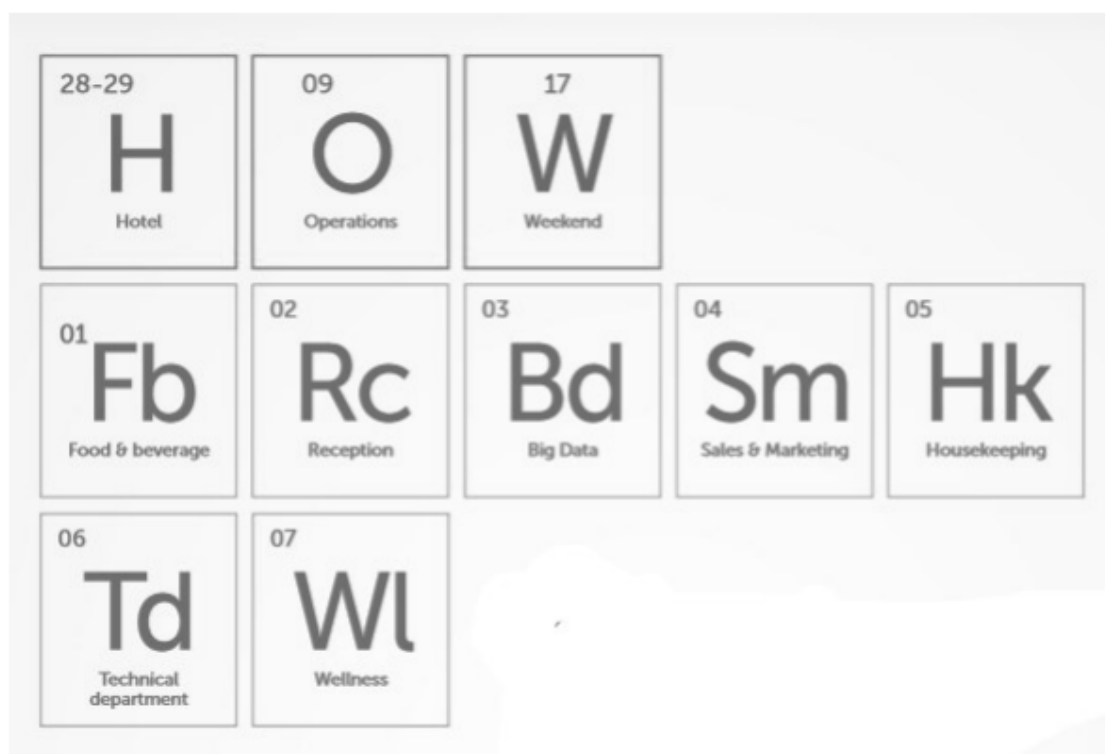 28-29
H
Hotel
09
O
Operations
17
W
Weekend
01
Fb
Food & beverage
02
Rc
Reception
03
Bd
Big Data
04
Sm
Sales & Marketing
05
Hk
Housekeeping
06
Td
Technical
department
07
Wl
Wellness